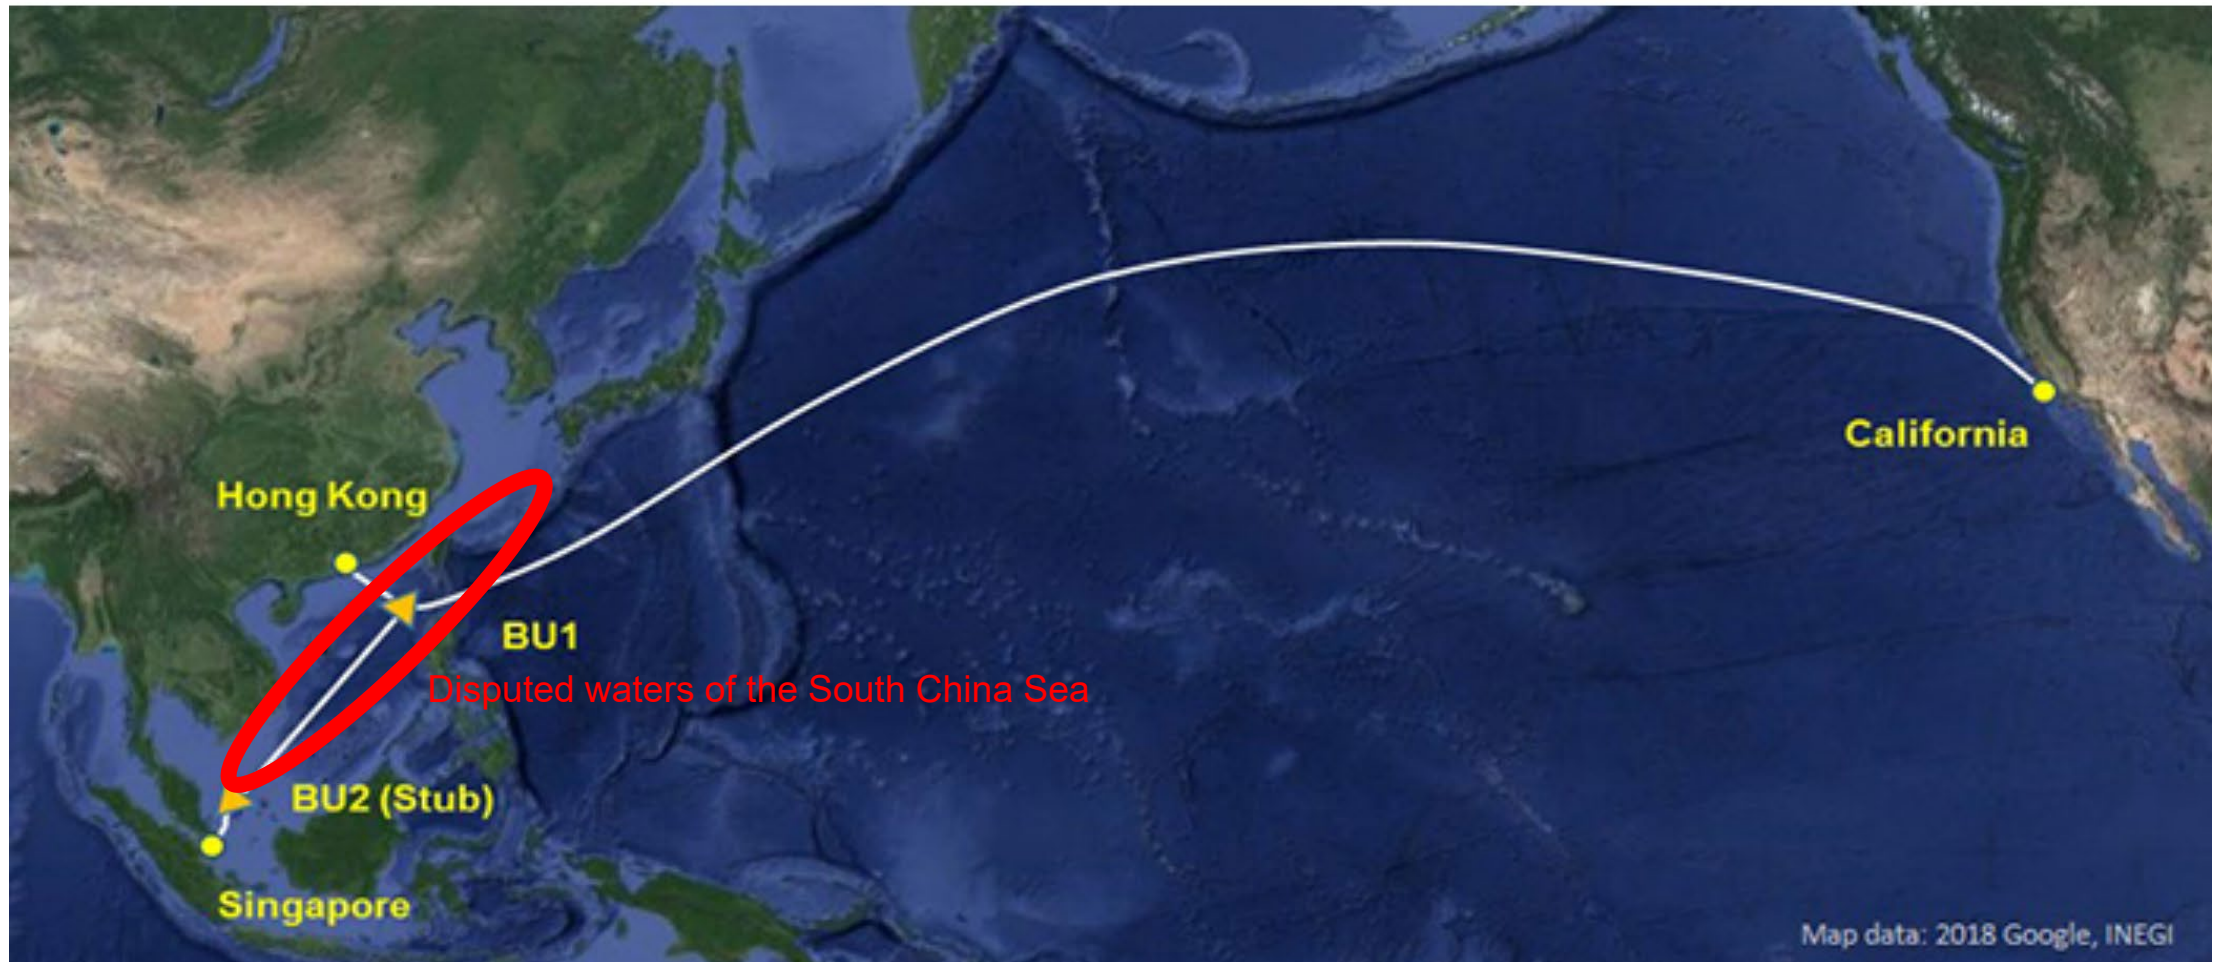 California
Hong Kong
BU1
Disputed waters of the South China Sea
BU2 (Stub)
Singapore
Map data: 2018 Google, INEGI